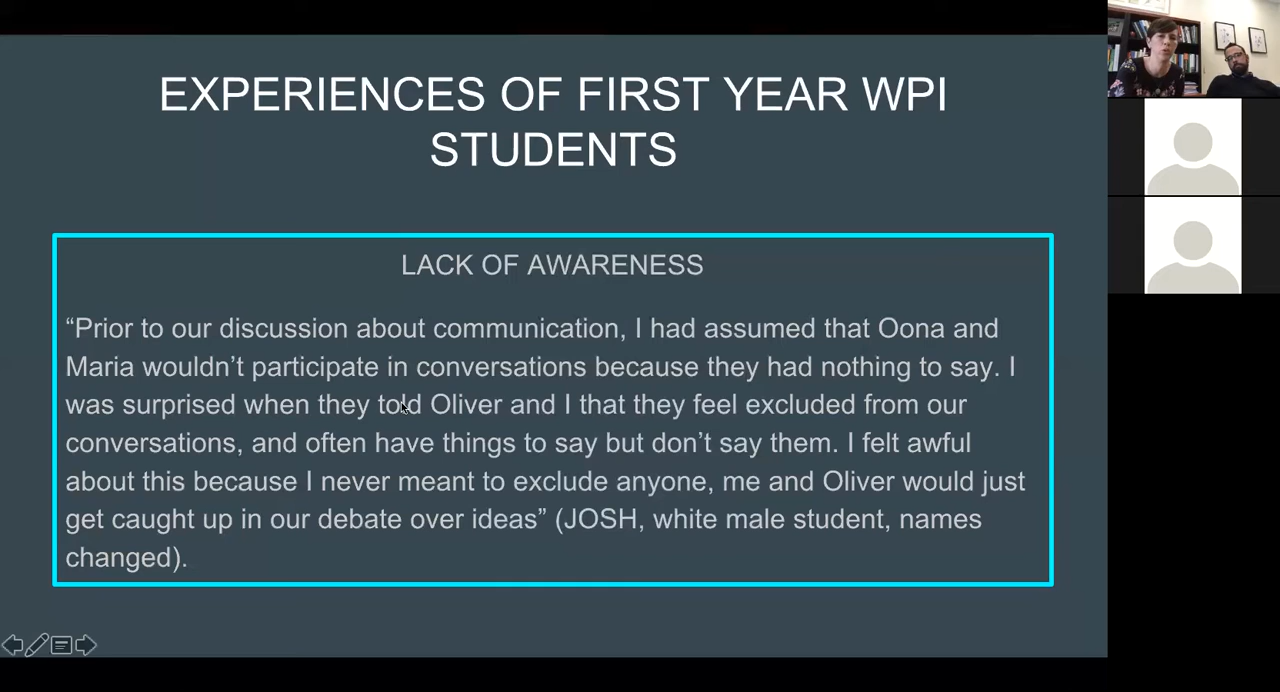 EXPERIENCES OF FIRST YEAR WPI
STUDENTS
LACK OF AWARENESS
“Prior to our discussion about communication, I had assumed that Oona and
Maria wouldn’t participate in conversations because they had nothing to say. I
was surprised when they told Oliver and I that they feel excluded from our
conversations, and often have things to say but don’t say them. I felt awful
about this because I never meant to exclude anyone, me and Oliver would just
get caught up in our debate over ideas” (JOSH, white male student, names
changed).